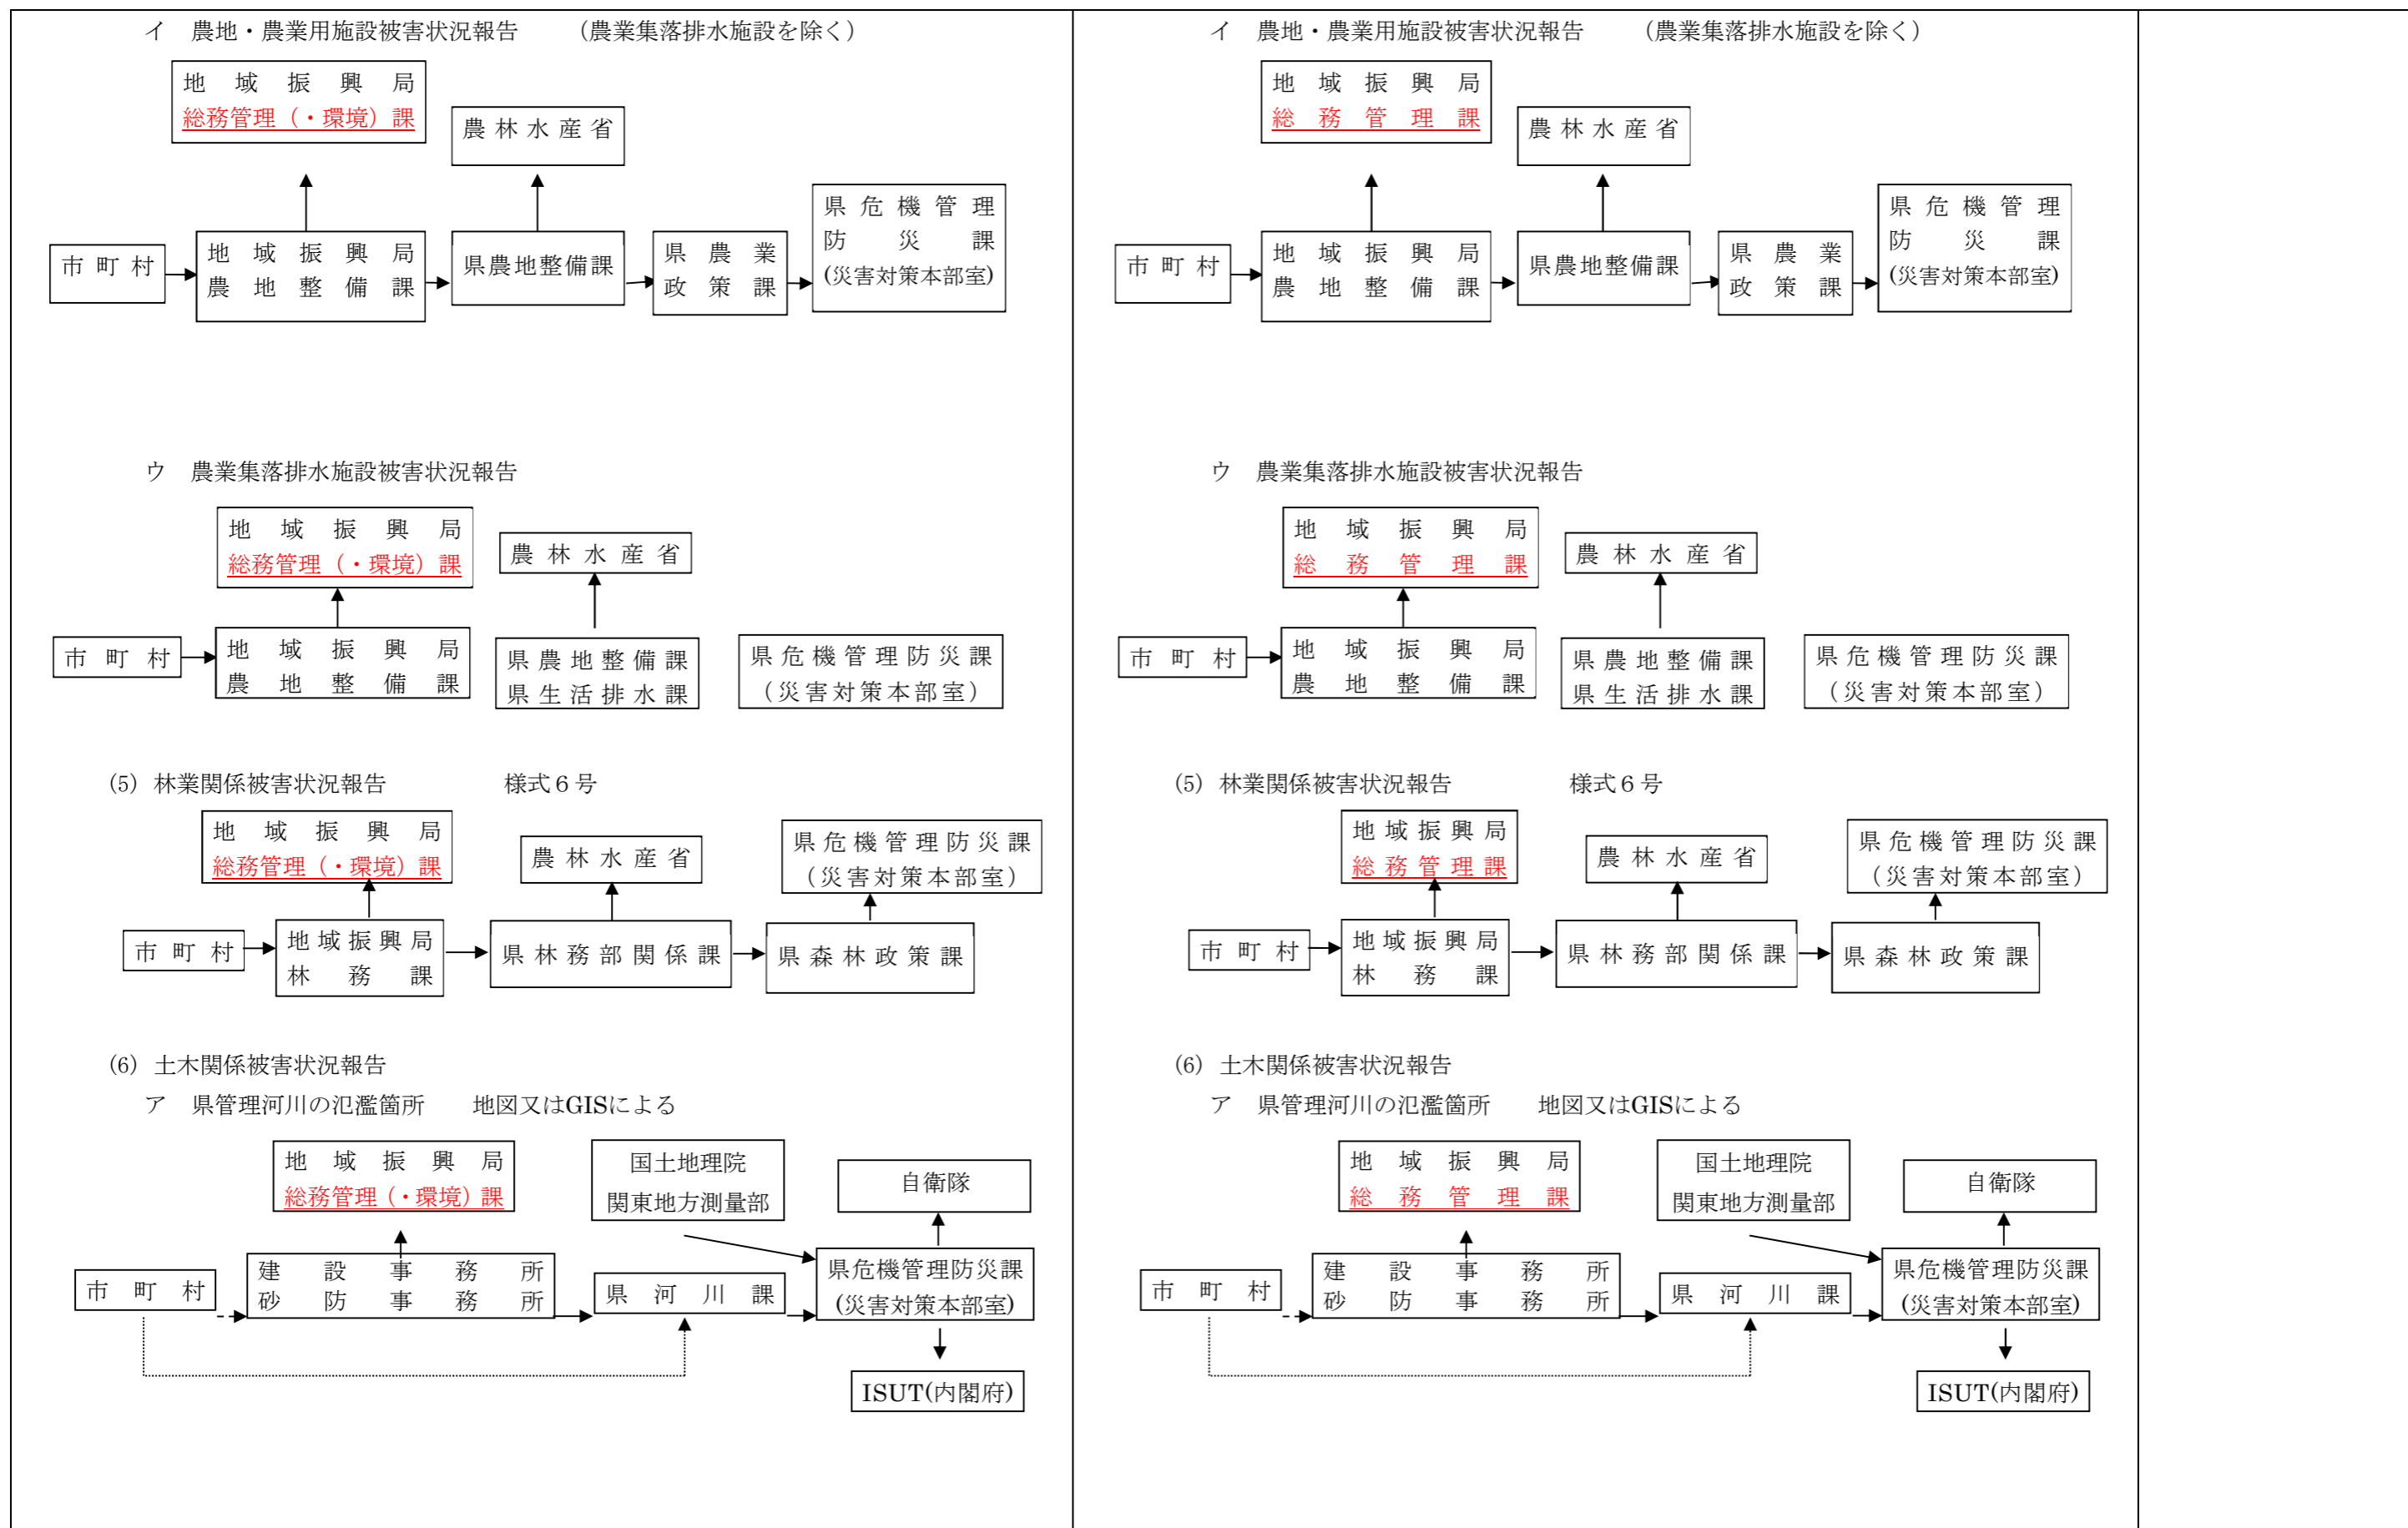 イ 農地・農業用施設被害状況報告 （農業集落排水施設を除く）
地域振興局
総務管理（・環境）課
農林水産省
県危機管理
防災課
(災害対策本部室)
市町村
地域振興局
農地整備課
県農地整備課
県農業
政策課
ウ 農業集落排水施設被害状況報告
地域振興局
総務管理（・環境）課
農林水産省
市町村
地域振興局
農地整備課
県農地整備課
県生活排水課
県危機管理防災課
（災害対策本部室）
(5) 林業関係被害状況報告 様式６号
地域振興局
総務管理（・環境）課
農林水産省
県危機管理防災課
（災害対策本部室）
市町村
地域振興局
林務課
県林務部関係課
県森林政策課
(6) 土木関係被害状況報告
ア 県管理河川の氾濫箇所 地図又はGISによる
地域振興局
総務管理（・環境）課
国土地理院
関東地方測量部
自衛隊
市町村
建設事務所
砂防事務所
県河川課
県危機管理防災課
(災害対策本部室)
ISUT(内閣府)
イ 農地・農業用施設被害状況報告 （農業集落排水施設を除く）
地域振興局
総務管理課
農林水産省
県危機管理
防災課
(災害対策本部室)
市町村
地域振興局
農地整備課
県農地整備課
県農業
政策課
ウ 農業集落排水施設被害状況報告
地域振興局
総務管理課
農林水産省
市町村
地域振興局
農地整備課
県農地整備課
県生活排水課
県危機管理防災課
（災害対策本部室）
(5) 林業関係被害状況報告 様式６号
地域振興局
総務管理課
農林水産省
県危機管理防災課
（災害対策本部室）
市町村
地域振興局
林務課
県林務部関係課
県森林政策課
(6) 土木関係被害状況報告
ア 県管理河川の氾濫箇所 地図又はGISによる
地域振興局
総務管理課
国土地理院
関東地方測量部
自衛隊
市町村
建設事務所
砂防事務所
県河川課
県危機管理防災課
(災害対策本部室)
ISUT(内閣府)